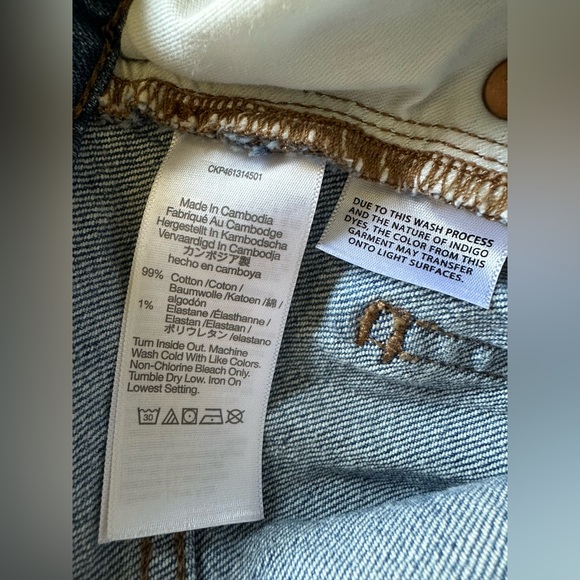 CKP461314501
Made In Cambodia
Fabriqué Au Cambodge
Hergestellt In Kambodscha
Vervaardigd In Cambodja
カンボジア製
hecho en camboya
99% Cotton /Coton /
Baumwolle /Katoen /綿 /
algodón
1% Elastane /Élasthanne /
Elastan /Elastaan /
ポリウレタン /elastano
Turn Inside Out. Machine
Wash Cold With Like Colors.
Non-Chlorine Bleach Only.
Tumble Dry Low. Iron On
Lowest Setting.
30
DUE TO THIS WASH PROCESS
AND THE NATURE OF INDIGO
DYES, THE COLOR FROM THIS
GARMENT MAY TRANSFER
ONTO LIGHT SURFACES.